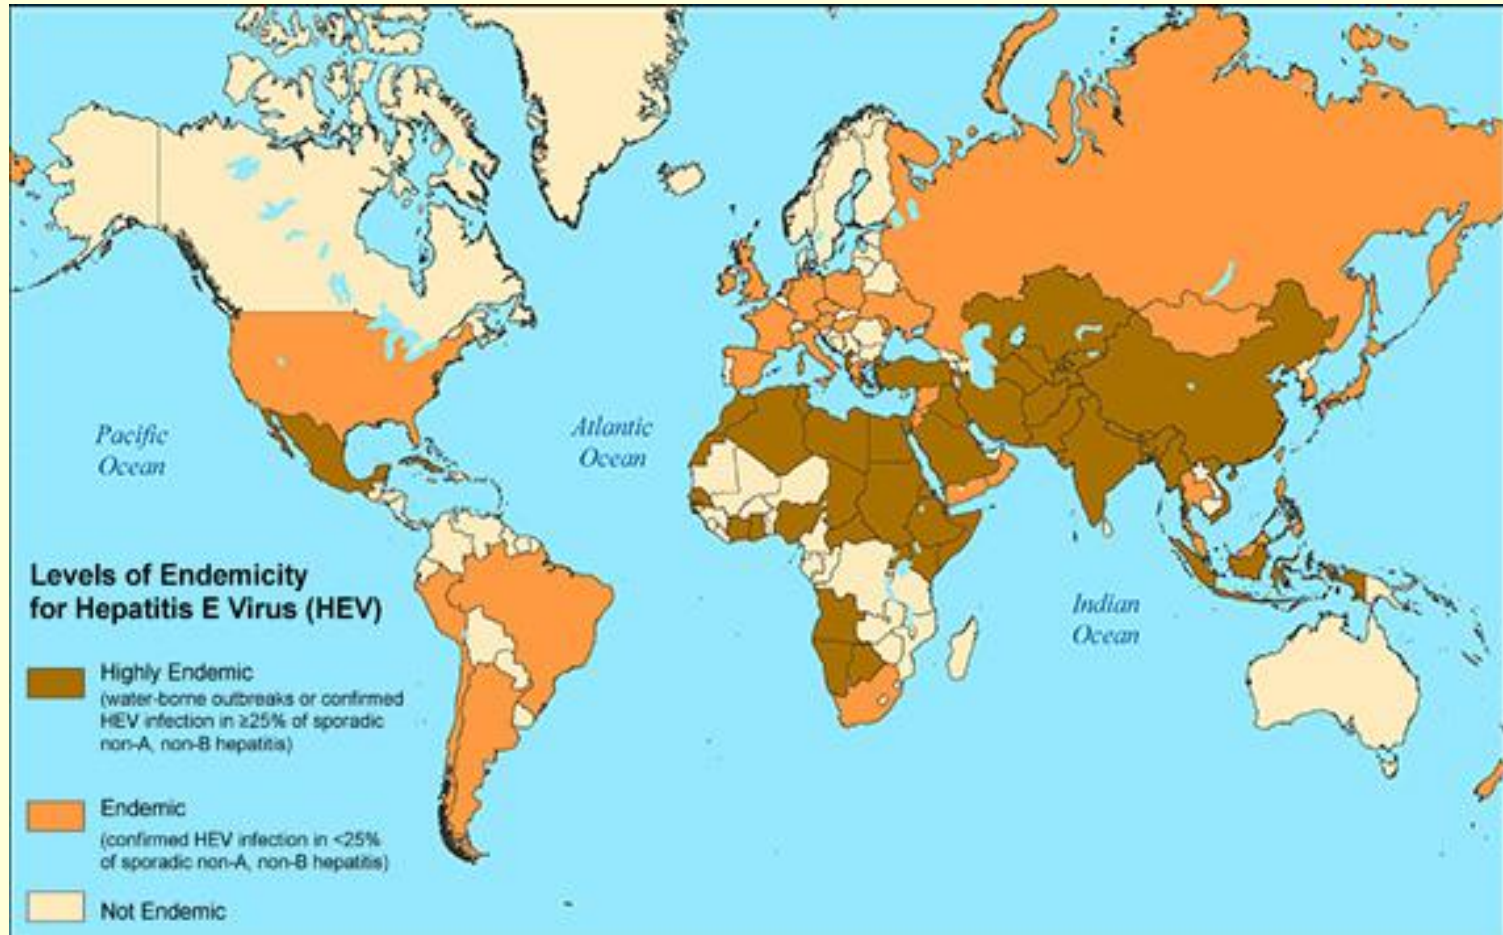 Pacific
Ocean
Atlantic
Ocean
Indian
Ocean
Levels of Endemicity
for Hepatitis E Virus (HEV)
Highly Endemic
(water-borne outbreaks or confirmed
HEV infection in ≥25% of sporadic
non-A, non-B hepatitis)
Endemic
(confirmed HEV infection in <25%
of sporadic non-A, non-B hepatitis)
Not Endemic